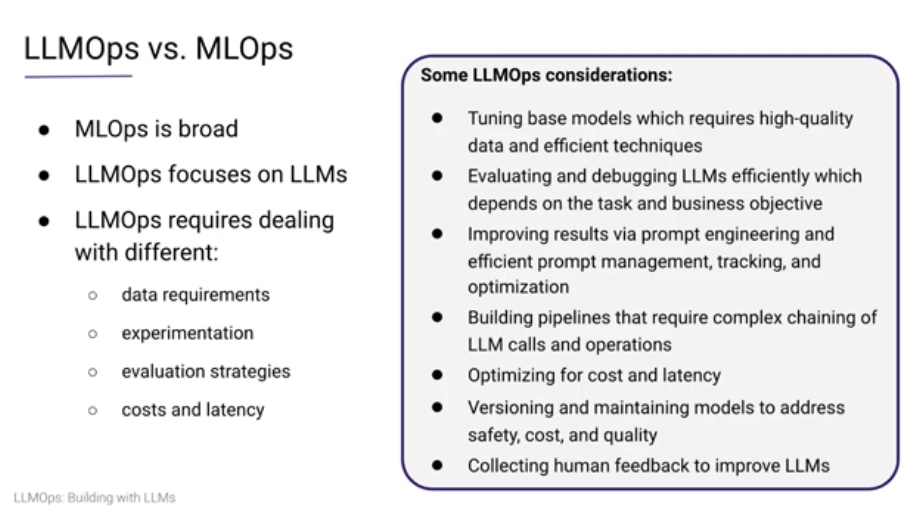 LLMOps vs. MLOps
● MLOps is broad
● LLMOps focuses on LLMs
● LLMOps requires dealing
with different:
○ data requirements
○ experimentation
○ evaluation strategies
○ costs and latency
Some LLMOps considerations:
● Tuning base models which requires high-quality
data and efficient techniques
● Evaluating and debugging LLMs efficiently which
depends on the task and business objective
● Improving results via prompt engineering and
efficient prompt management, tracking, and
optimization
● Building pipelines that require complex chaining of
LLM calls and operations
● Optimizing for cost and latency
● Versioning and maintaining models to address
safety, cost, and quality
● Collecting human feedback to improve LLMs
LLMOps: Building with LLMs